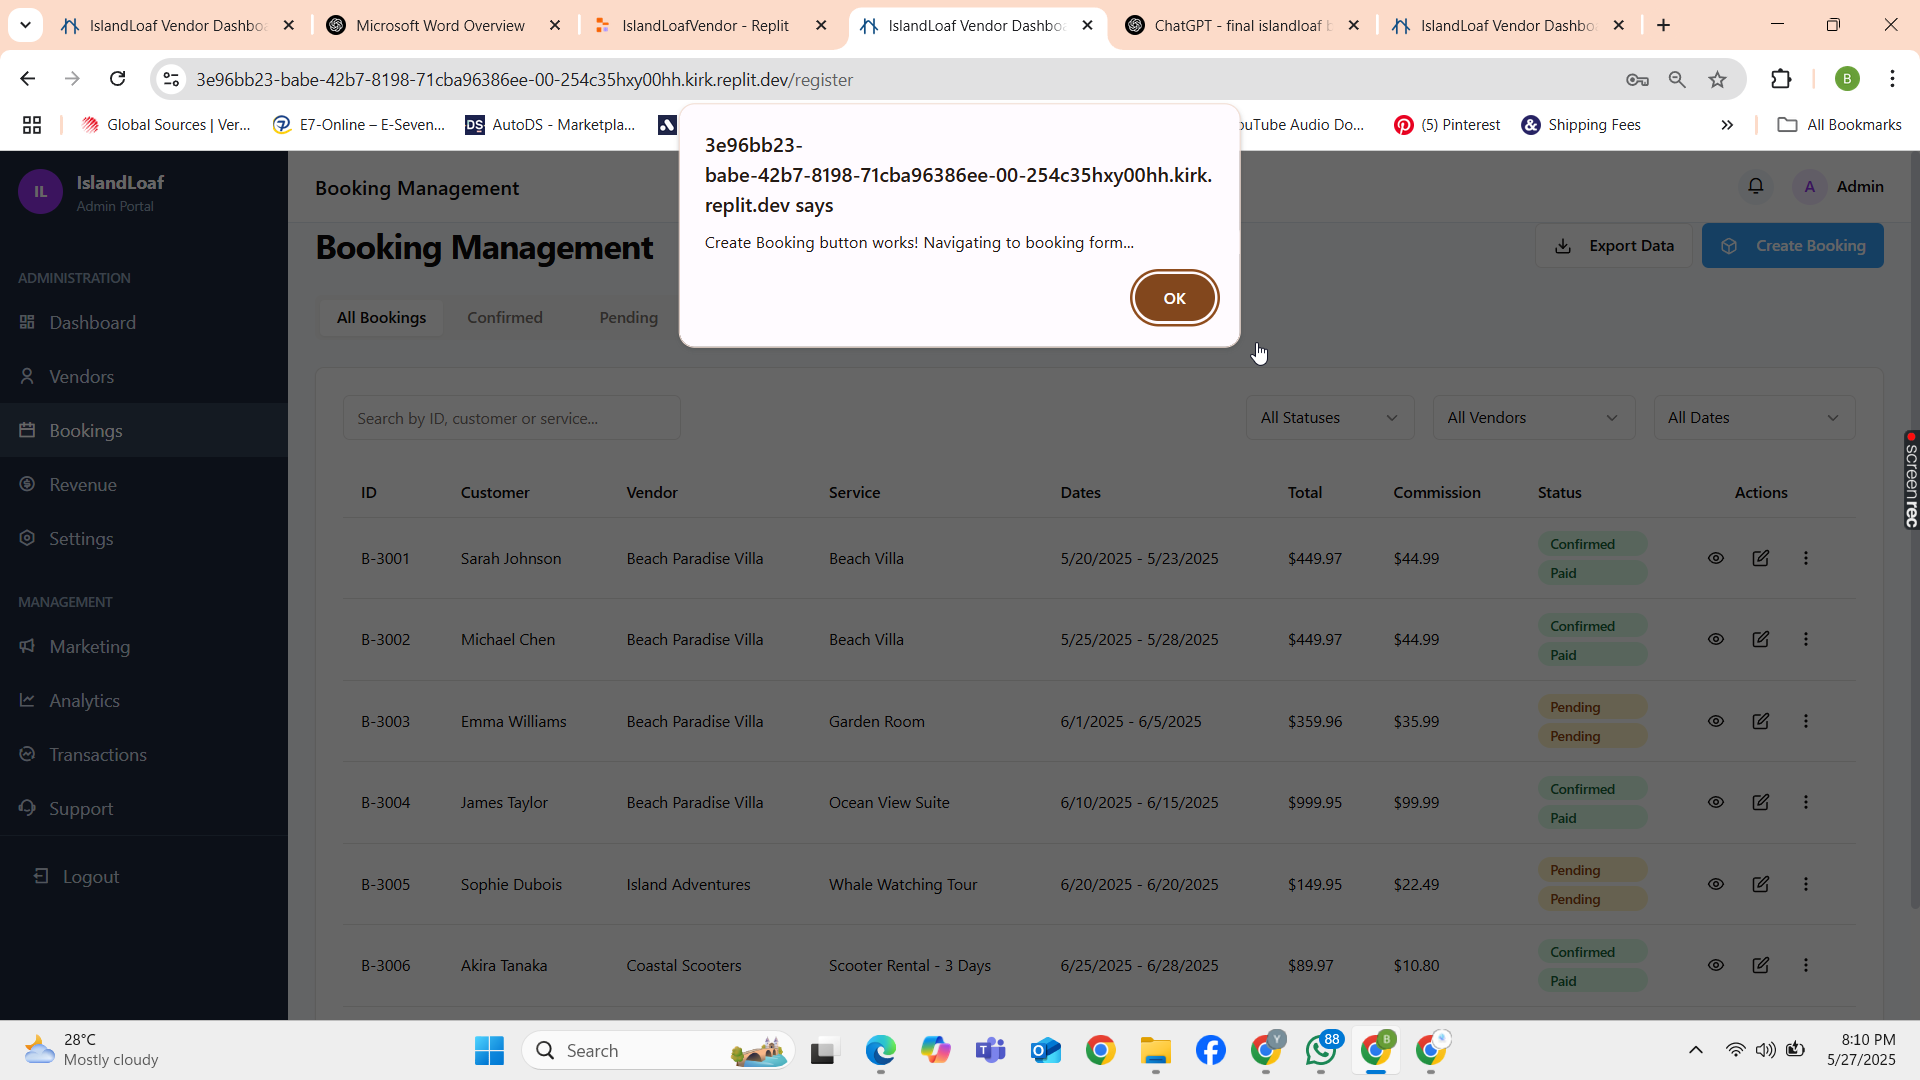 IslandLoaf Vendor Dashbo
Microsoft Word Overview
IslandLoafVendor - Replit
IslandLoaf Vendor Dashbo
ChatGPT - final islandloaf b
IslandLoaf Vendor Dashbo
3e96bb23-babe-42b7-8198-71cba96386ee-00-254c35hxy00hh.kirk.replit.dev/register
B
Global Sources | Ver...
E7-Online – E-Seven...
DS
AutoDS - Marketpla...
ouTube Audio Do...
(5) Pinterest
&
Shipping Fees
All Bookmarks
3e96bb23-
babe-42b7-8198-71cba96386ee-00-254c35hxy00hh.kirk.
replit.dev says
Create Booking button works! Navigating to booking form...
OK
IL
IslandLoaf
Admin Portal
Booking Management
A
Admin
Booking Management
Export Data
Create Booking
ADMINISTRATION
Dashboard
Vendors
Bookings
Revenue
Settings
MANAGEMENT
Marketing
Analytics
Transactions
Support
Logout
All Bookings
Confirmed
Pending
Search by ID, customer or service...
All Statuses
All Vendors
All Dates
ID Customer Vendor Service Dates Total Commission Status Actions
B-3001 Sarah Johnson Beach Paradise Villa Beach Villa 5/20/2025 - 5/23/2025 $449.97 $44.99 Confirmed
Paid
B-3002 Michael Chen Beach Paradise Villa Beach Villa 5/25/2025 - 5/28/2025 $449.97 $44.99 Confirmed
Paid
B-3003 Emma Williams Beach Paradise Villa Garden Room 6/1/2025 - 6/5/2025 $359.96 $35.99 Pending
Pending
B-3004 James Taylor Beach Paradise Villa Ocean View Suite 6/10/2025 - 6/15/2025 $999.95 $99.99 Confirmed
Paid
B-3005 Sophie Dubois Island Adventures Whale Watching Tour 6/20/2025 - 6/20/2025 $149.95 $22.49 Pending
Pending
B-3006 Akira Tanaka Coastal Scooters Scooter Rental - 3 Days 6/25/2025 - 6/28/2025 $89.97 $10.80 Confirmed
Paid
screenrec
28°C
Mostly cloudy
Search
Y
88
B
8:10 PM
5/27/2025